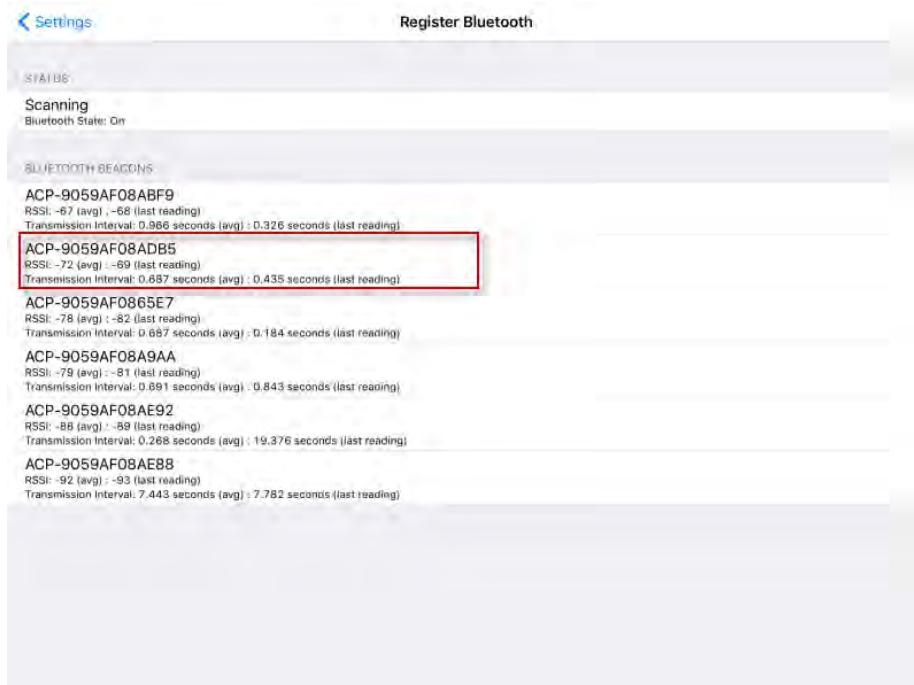 Settings
Register Bluetooth
STATUS
Scanning
Bluetooth State: On
BLUETOOTH BEACONS
ACP-9059AF08ABF9
RSSI: -67 (avg) : -68 (last reading)
Transmission Interval: 0.966 seconds (avg) : 0.326 seconds (last reading)
ACP-9059AF08ADB5
RSSI: -72 (avg) : -69 (last reading)
Transmission Interval: 0.687 seconds (avg) : 0.435 seconds (last reading)
ACP-9059AF0865E7
RSSI: -78 (avg) : -82 (last reading)
Transmission Interval: 0.687 seconds (avg) : 0.184 seconds (last reading)
ACP-9059AF08A9AA
RSSI: -79 (avg) : -81 (last reading)
Transmission Interval: 0.691 seconds (avg) : 0.843 seconds (last reading)
ACP-9059AF08AE92
RSSI: -88 (avg) : -89 (last reading)
Transmission Interval: 0.268 seconds (avg) : 19.376 seconds (last reading)
ACP-9059AF08AE88
RSSI: -92 (avg) : -93 (last reading)
Transmission Interval: 7.443 seconds (avg) : 7.782 seconds (last reading)